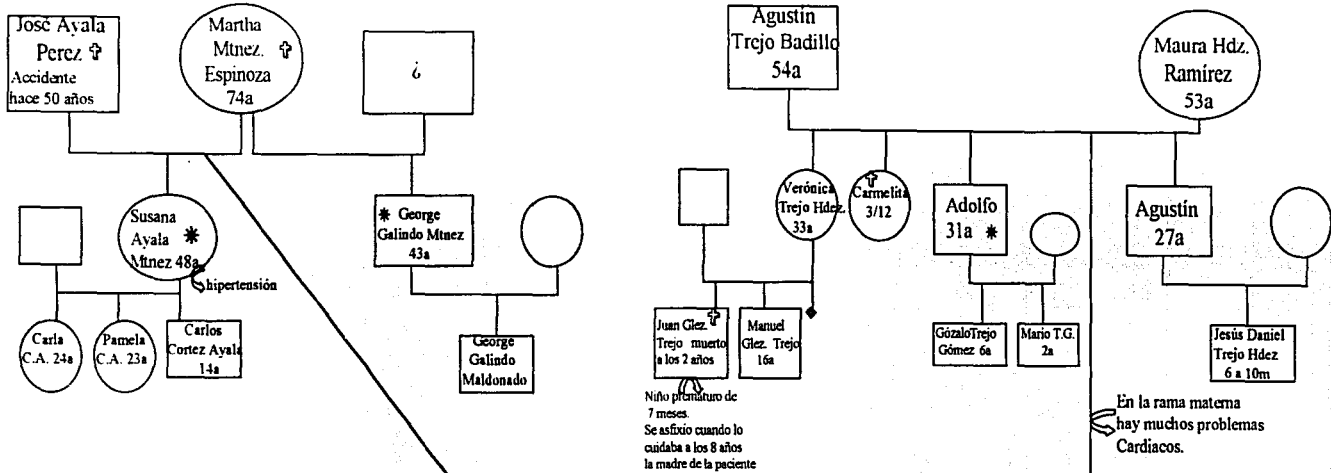 José Ayala
Perez ✞
Accidente
hace 50 años
Martha
Mtnez. ✞
Espinoza
74a
¿
Agustín
Trejo Badillo
54a
Maura Hdz.
Ramírez
53a
Susana
Ayala *
Mtnez 48a
hipertensión
* George
Galindo Mtnez
43a
Carla
C.A. 24a
Pamela
C.A. 23a
Carlos
Cortez Ayala
14a
George
Galindo
Maldonado
Verónica
Trejo Hdez.
33a
✞
Carmelita
3/12
Adolfo
31a *
Agustín
27a
Juan Glez. ✞
Trejo muerto
a los 2 años
Manuel
Glez. Trejo
16a
GózaloTrejo
Gómez 6a
Mario T.G.
2a
Jesús Daniel
Trejo Hdez
6 a 10m
Niño prematuro de
7 meses.
Se asfixio cuando lo
cuidaba a los 8 años
la madre de la paciente
En la rama materna
hay muchos problemas
Cardiacos.